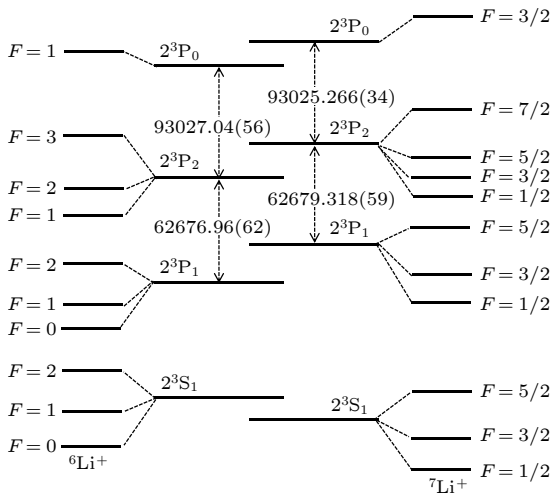 F = 3/2
2³P₀
2³P₀
F = 1
93025.266(34)
F = 7/2
93027.04(56)
2³P₂
F = 3
F = 5/2
2³P₂
F = 3/2
F = 2
F = 1/2
F = 1
62679.318(59)
62676.96(62)
F = 5/2
2³P₁
F = 2
2³P₁
F = 3/2
F = 1
F = 1/2
F = 0
F = 2
2³S₁
F = 5/2
F = 1
2³S₁
F = 3/2
F = 0
⁶Li⁺
F = 1/2
⁷Li⁺